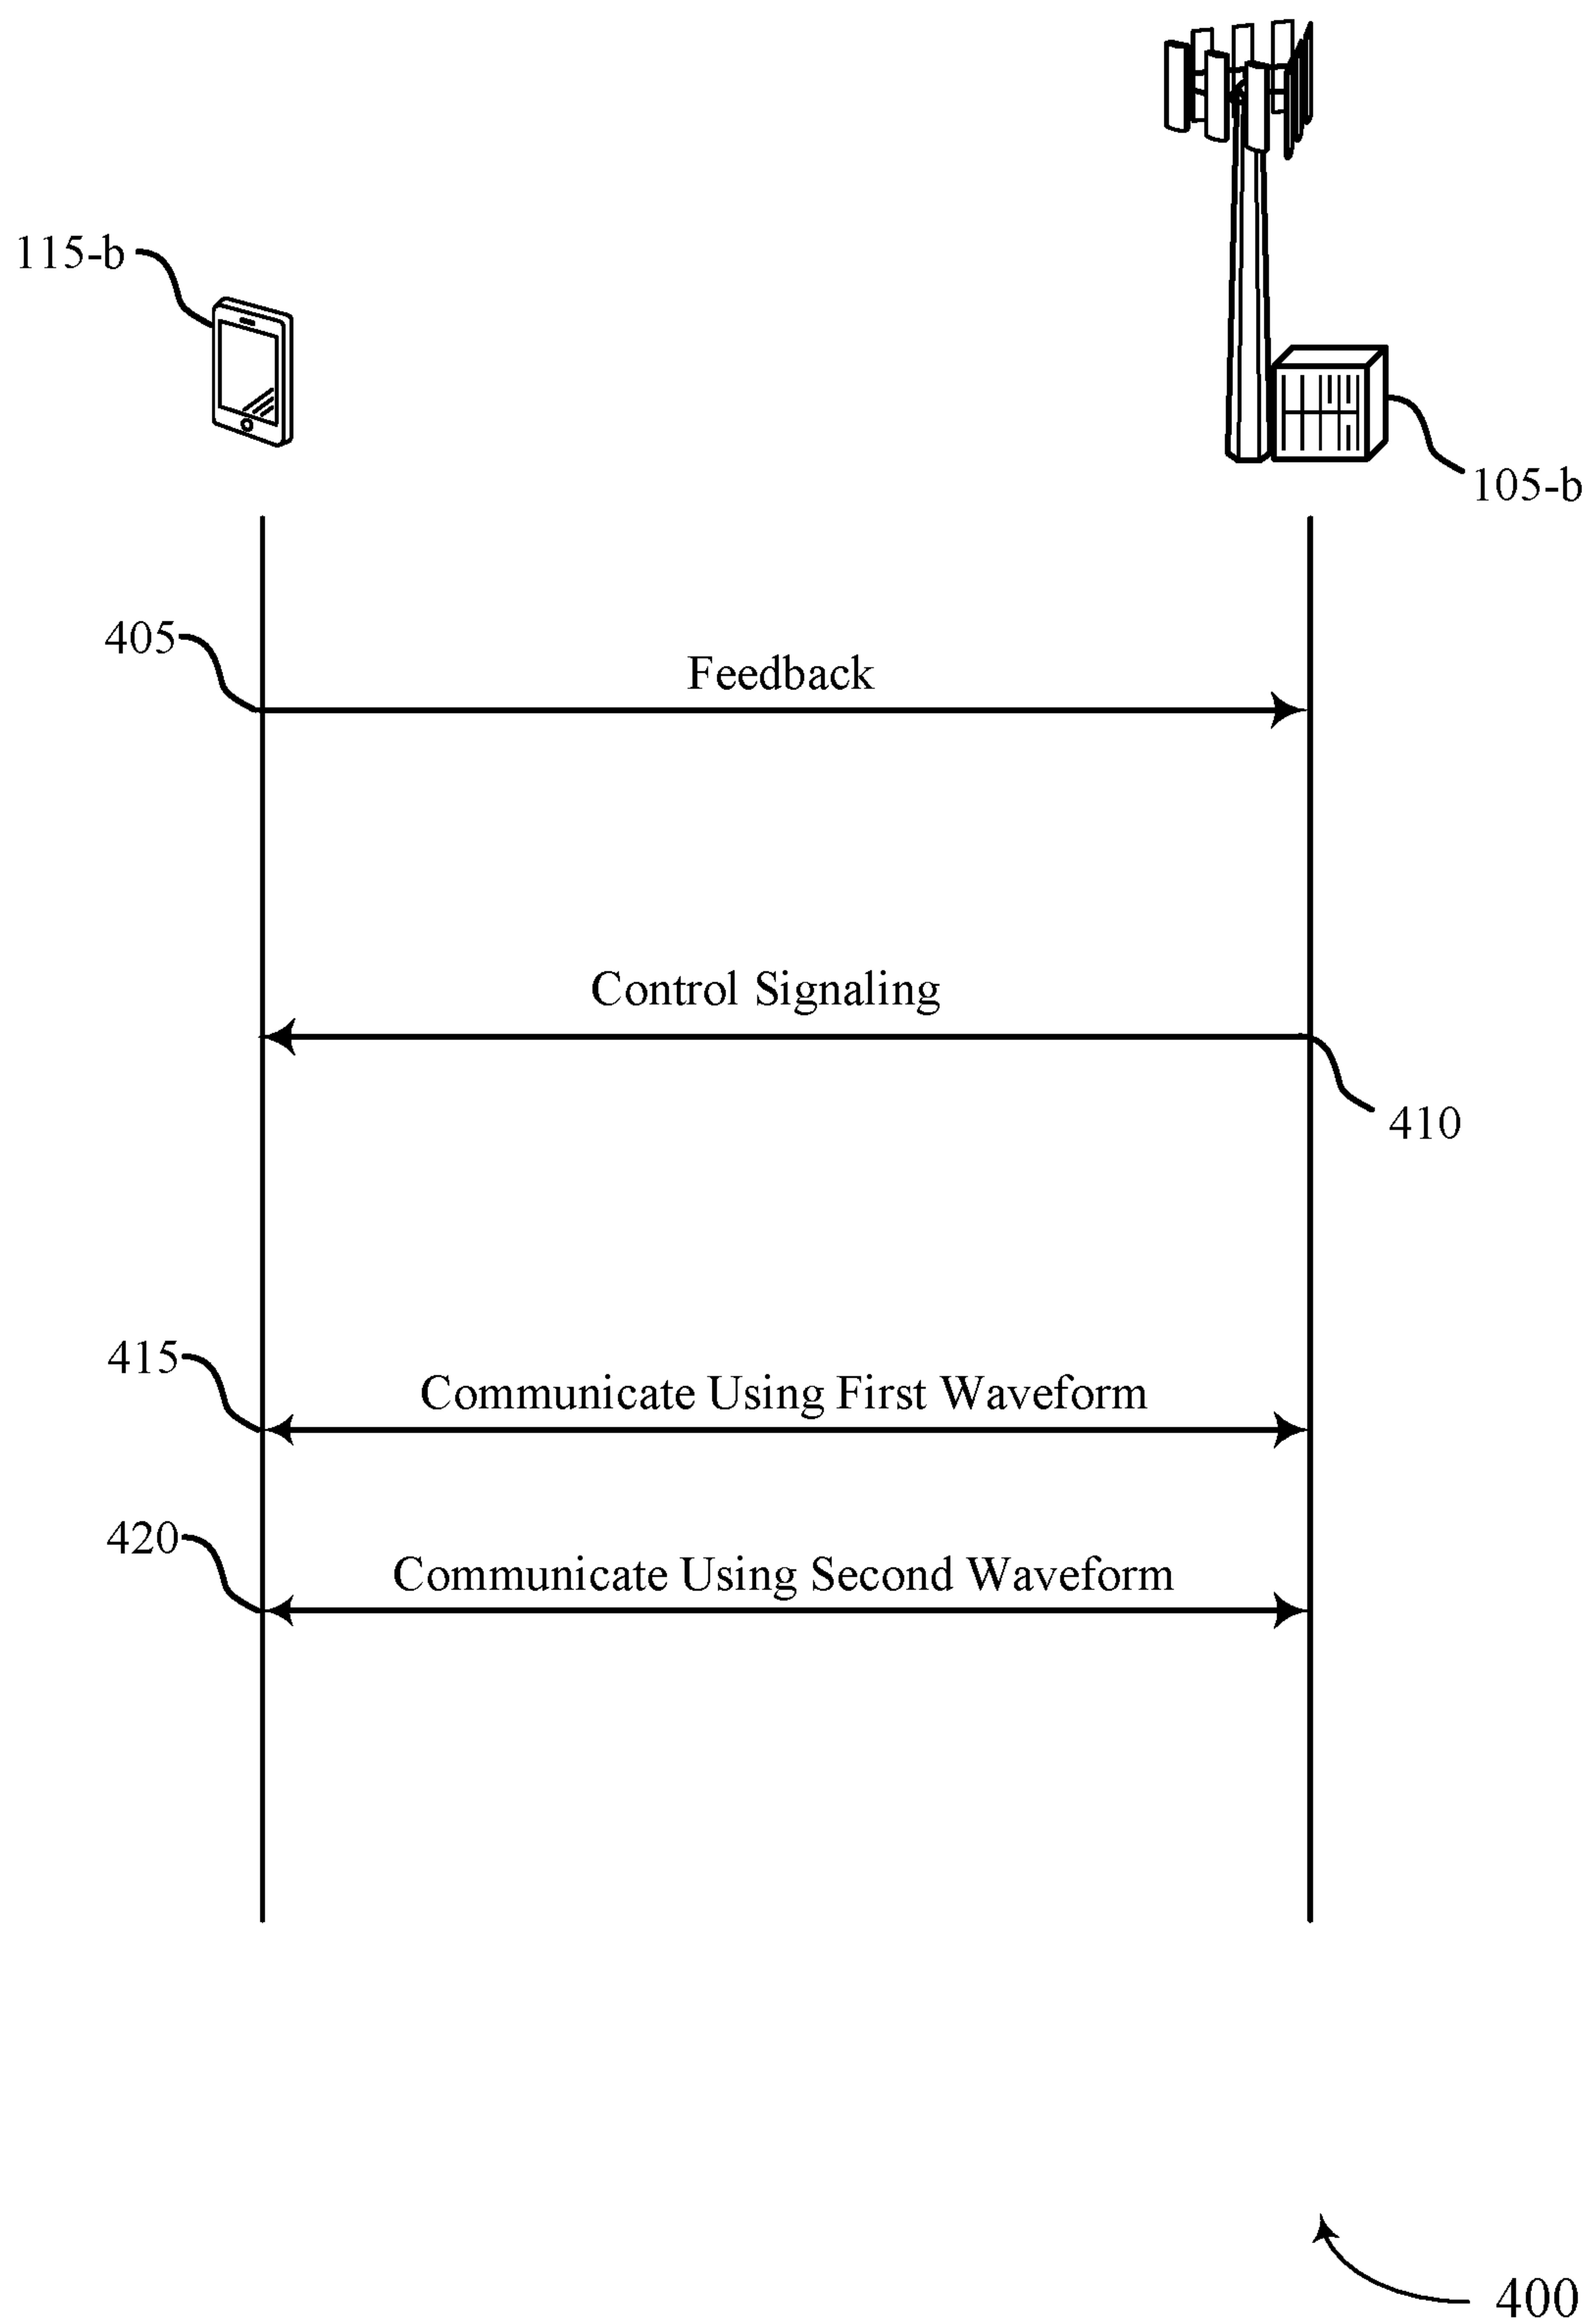 115-b
105-b
405
Feedback
Control Signaling
410
415
Communicate Using First Waveform
420
Communicate Using Second Waveform
400